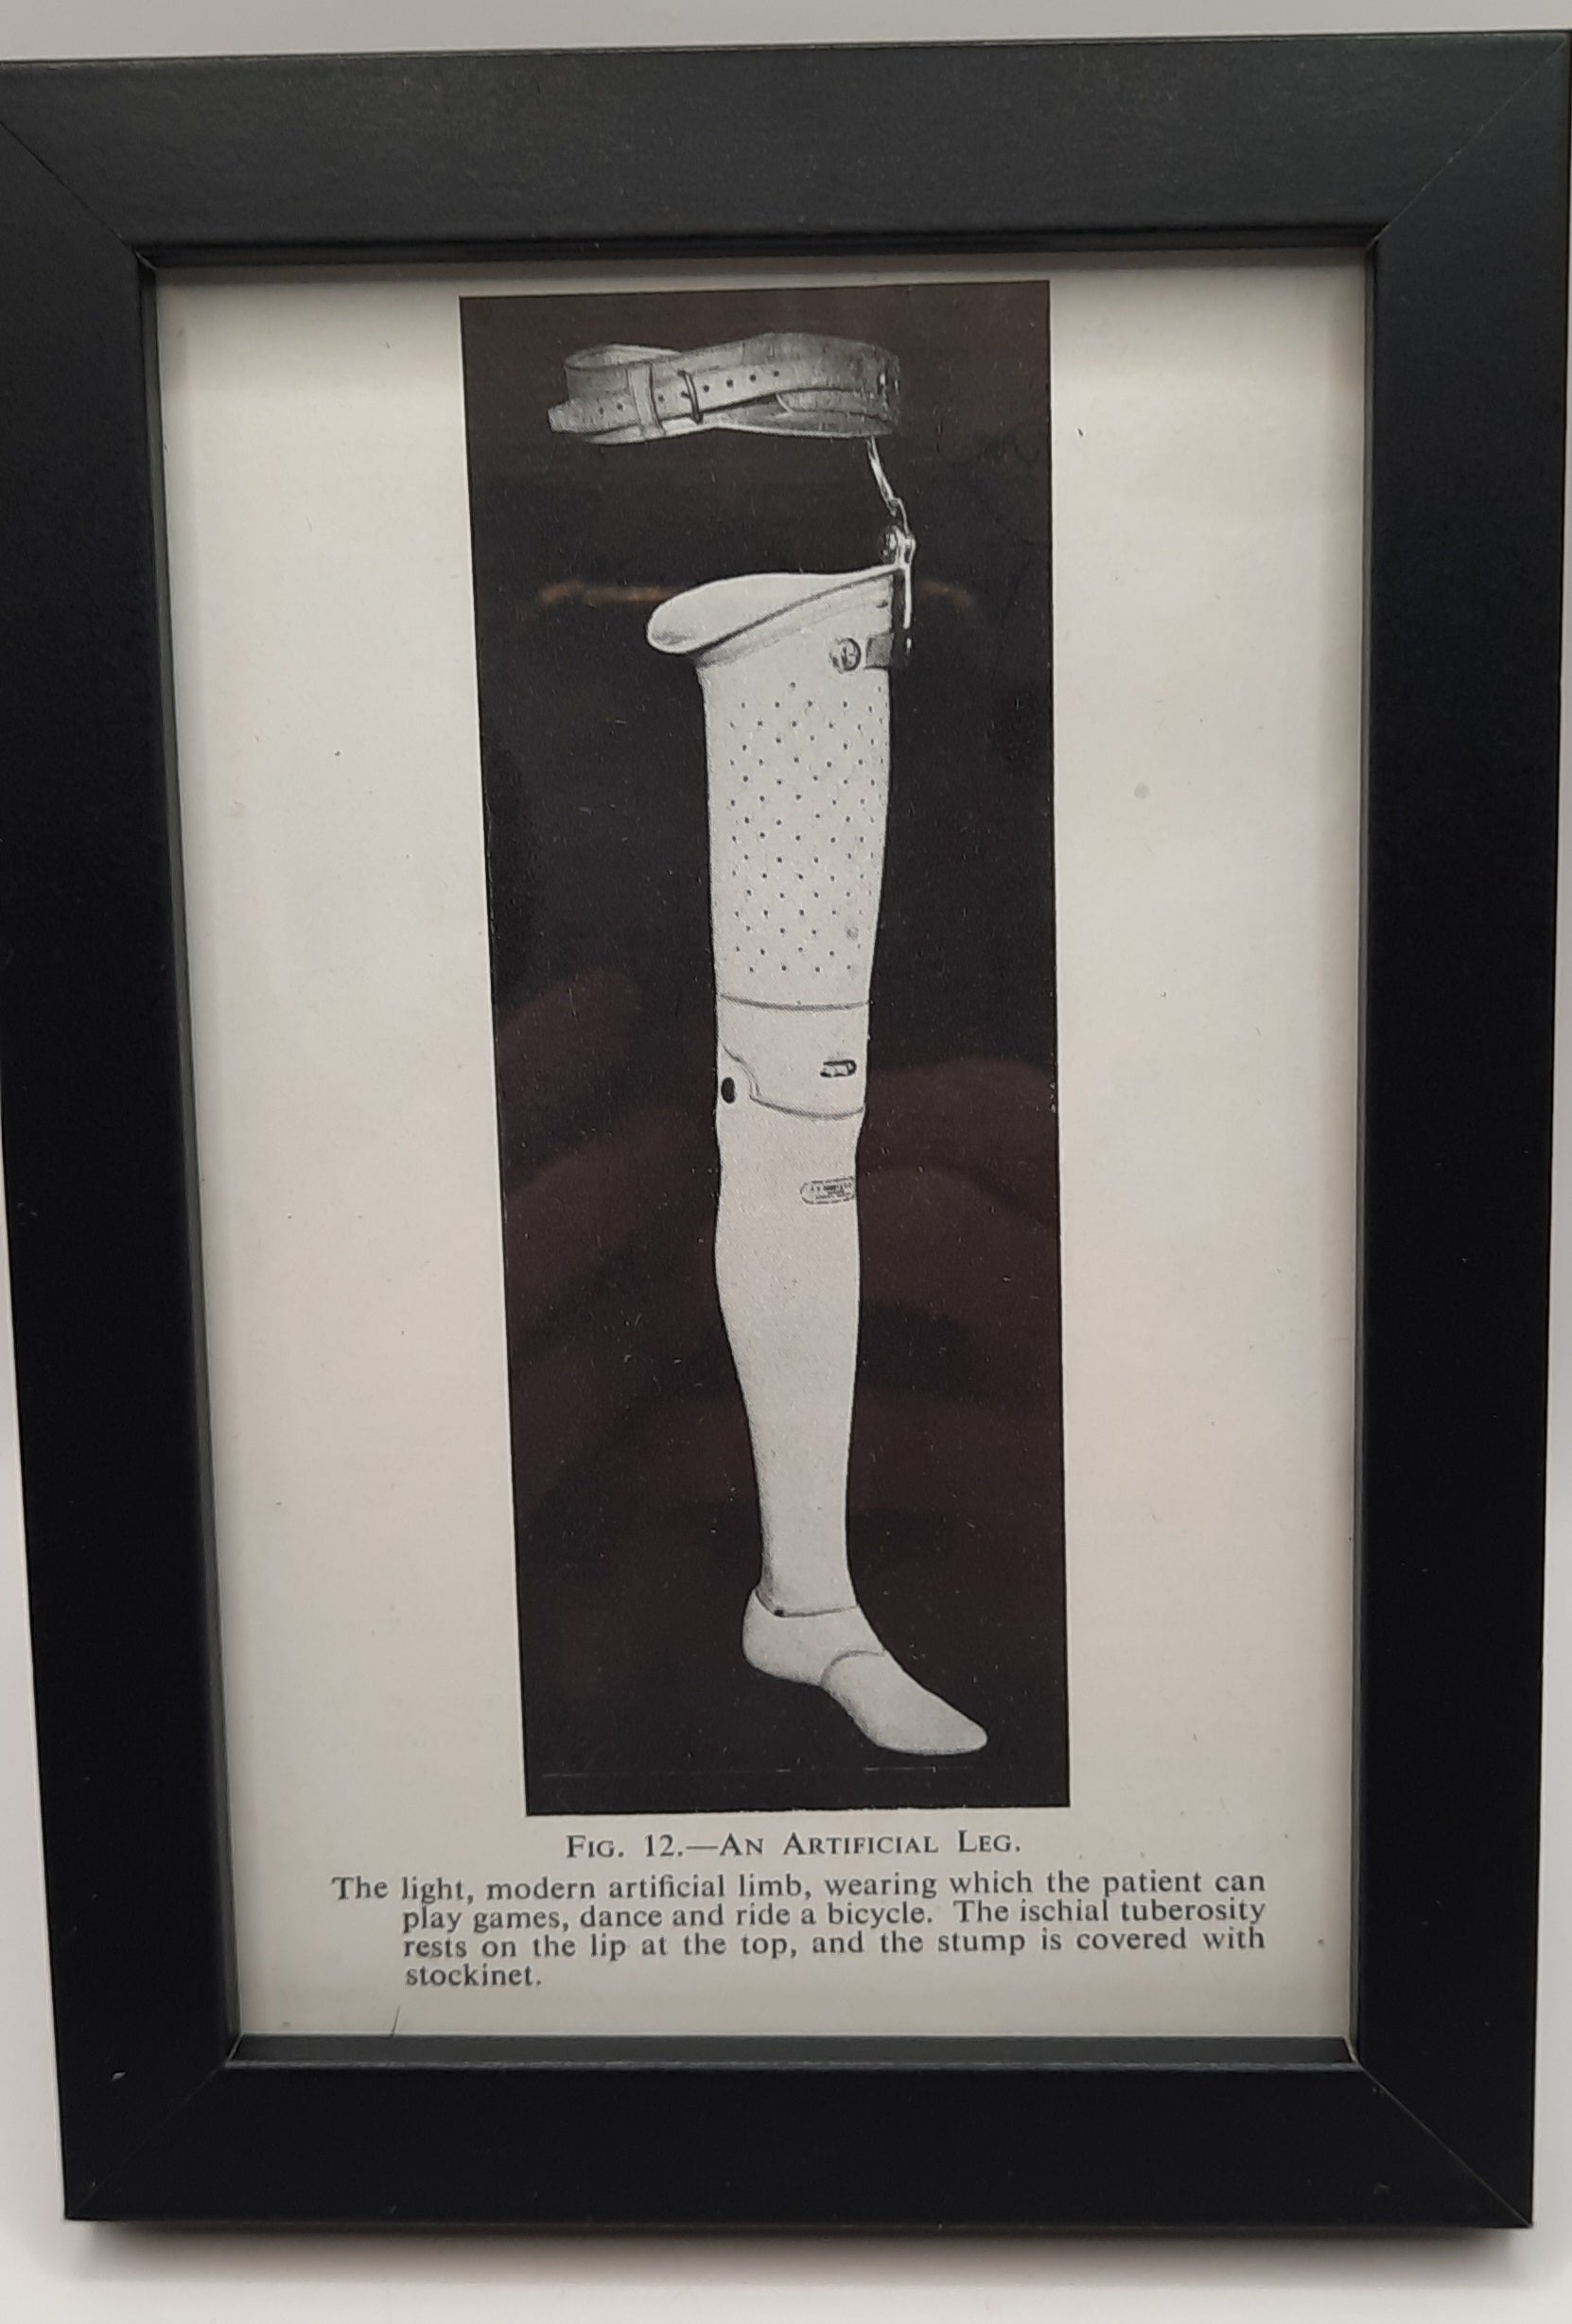 Fig. 12.—An Artificial Leg.
The light, modern artificial limb, wearing which the patient can
play games, dance and ride a bicycle. The ischial tuberosity
rests on the lip at the top, and the stump is covered with
stockinet.